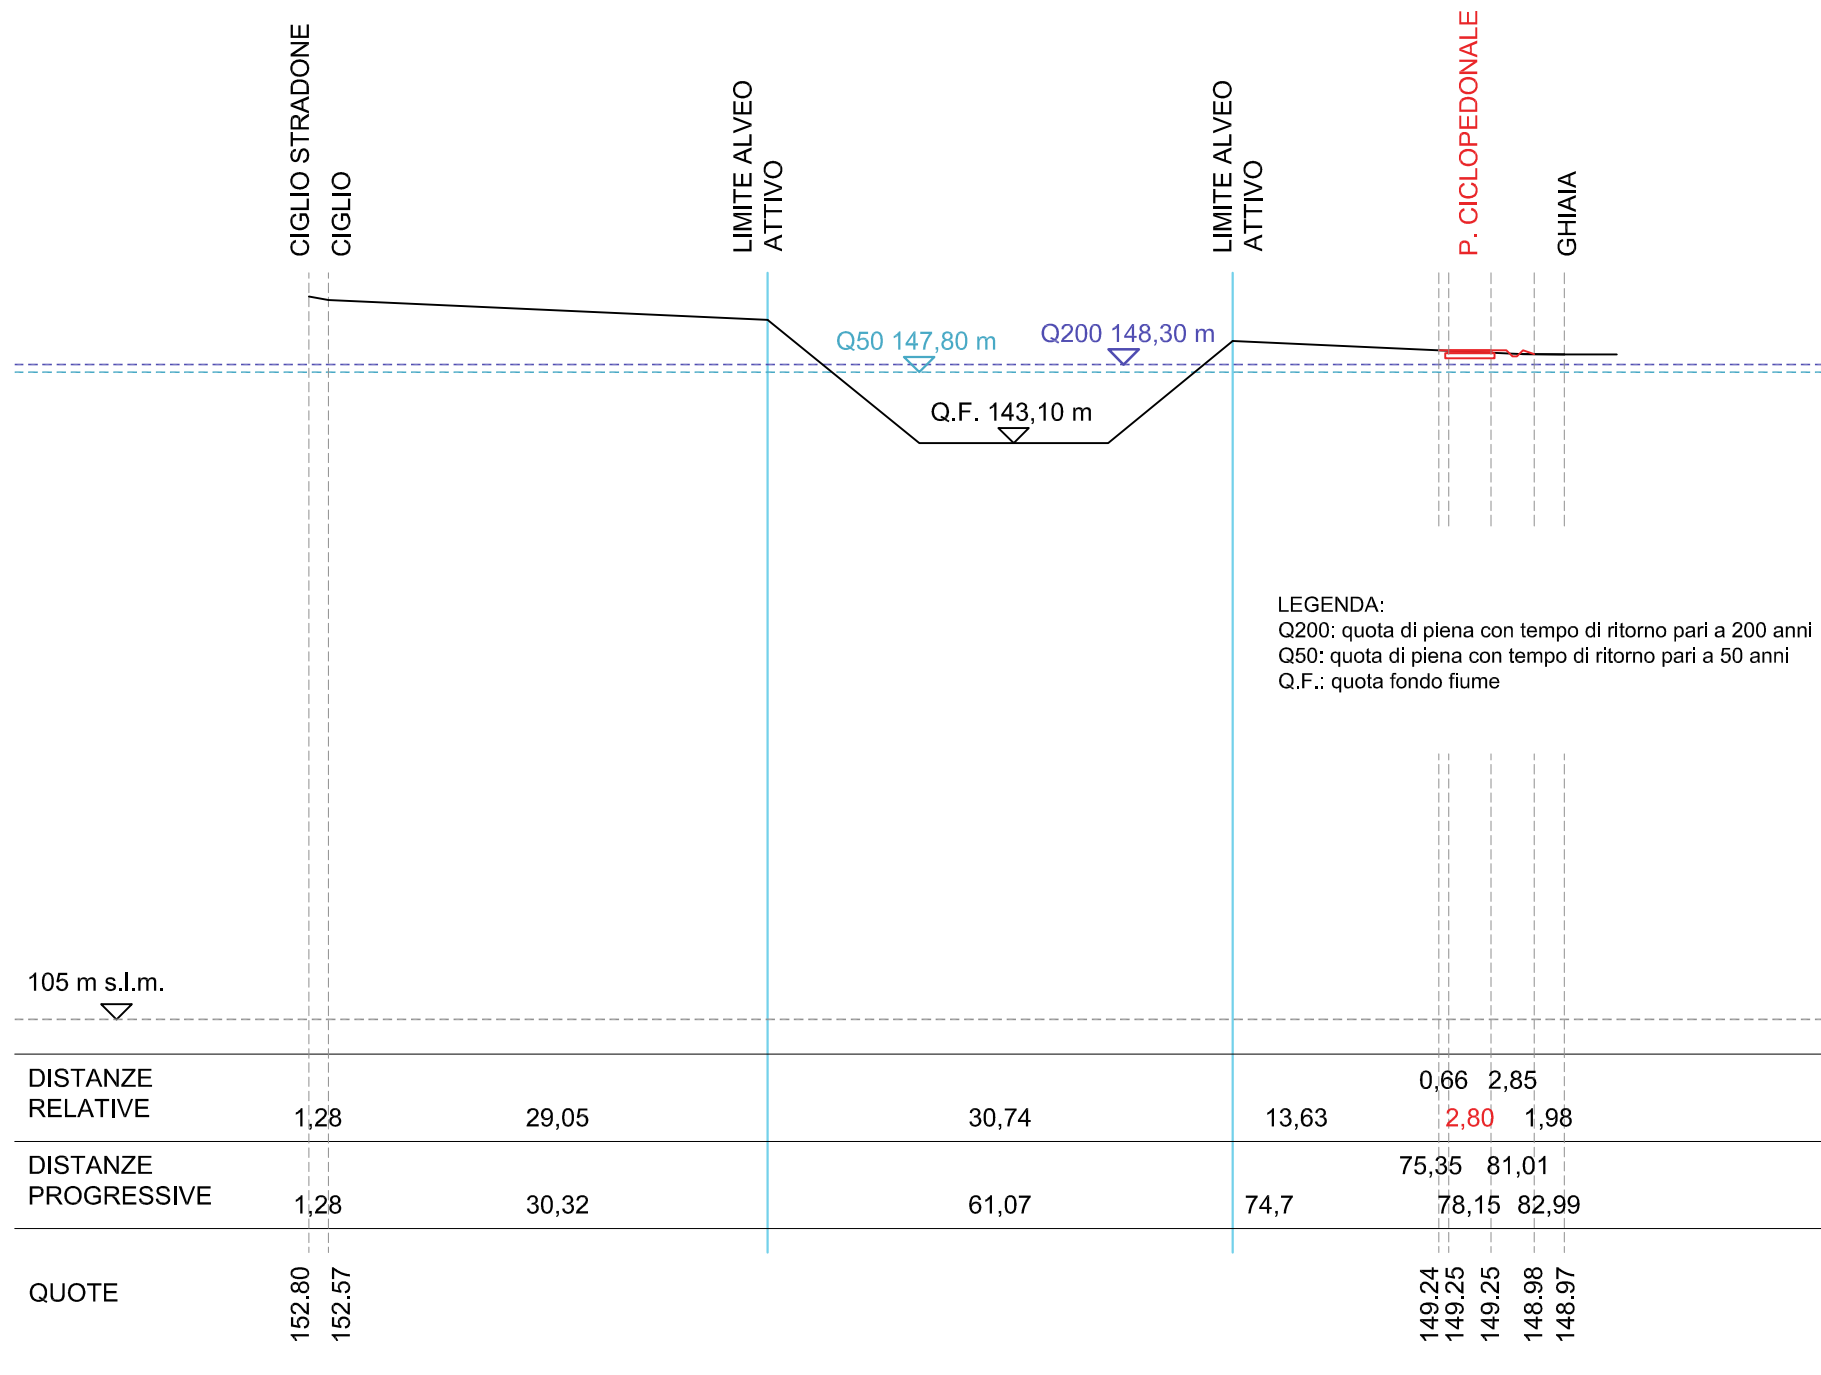 CIGLIO STRADONE
CIGLIO
LIMITE ALVEO
ATTIVO
LIMITE ALVEO
ATTIVO
P. CICLOPEDONALE
GHIAIA
Q50 147,80 m
Q200 148,30 m
Q.F. 143,10 m
LEGENDA:
Q200: quota di piena con tempo di ritorno pari a 200 anni
Q50: quota di piena con tempo di ritorno pari a 50 anni
Q.F.: quota fondo fiume
105 m s.l.m.
DISTANZE
RELATIVE
0,66 2,85
1,28 29,05 30,74 13,63 2,80 1,98
DISTANZE
PROGRESSIVE
75,35 81,01
1,28 30,32 61,07 74,7 78,15 82,99
QUOTE
152.80
152.57
149.24
149.25
149.25
148.98
148.97